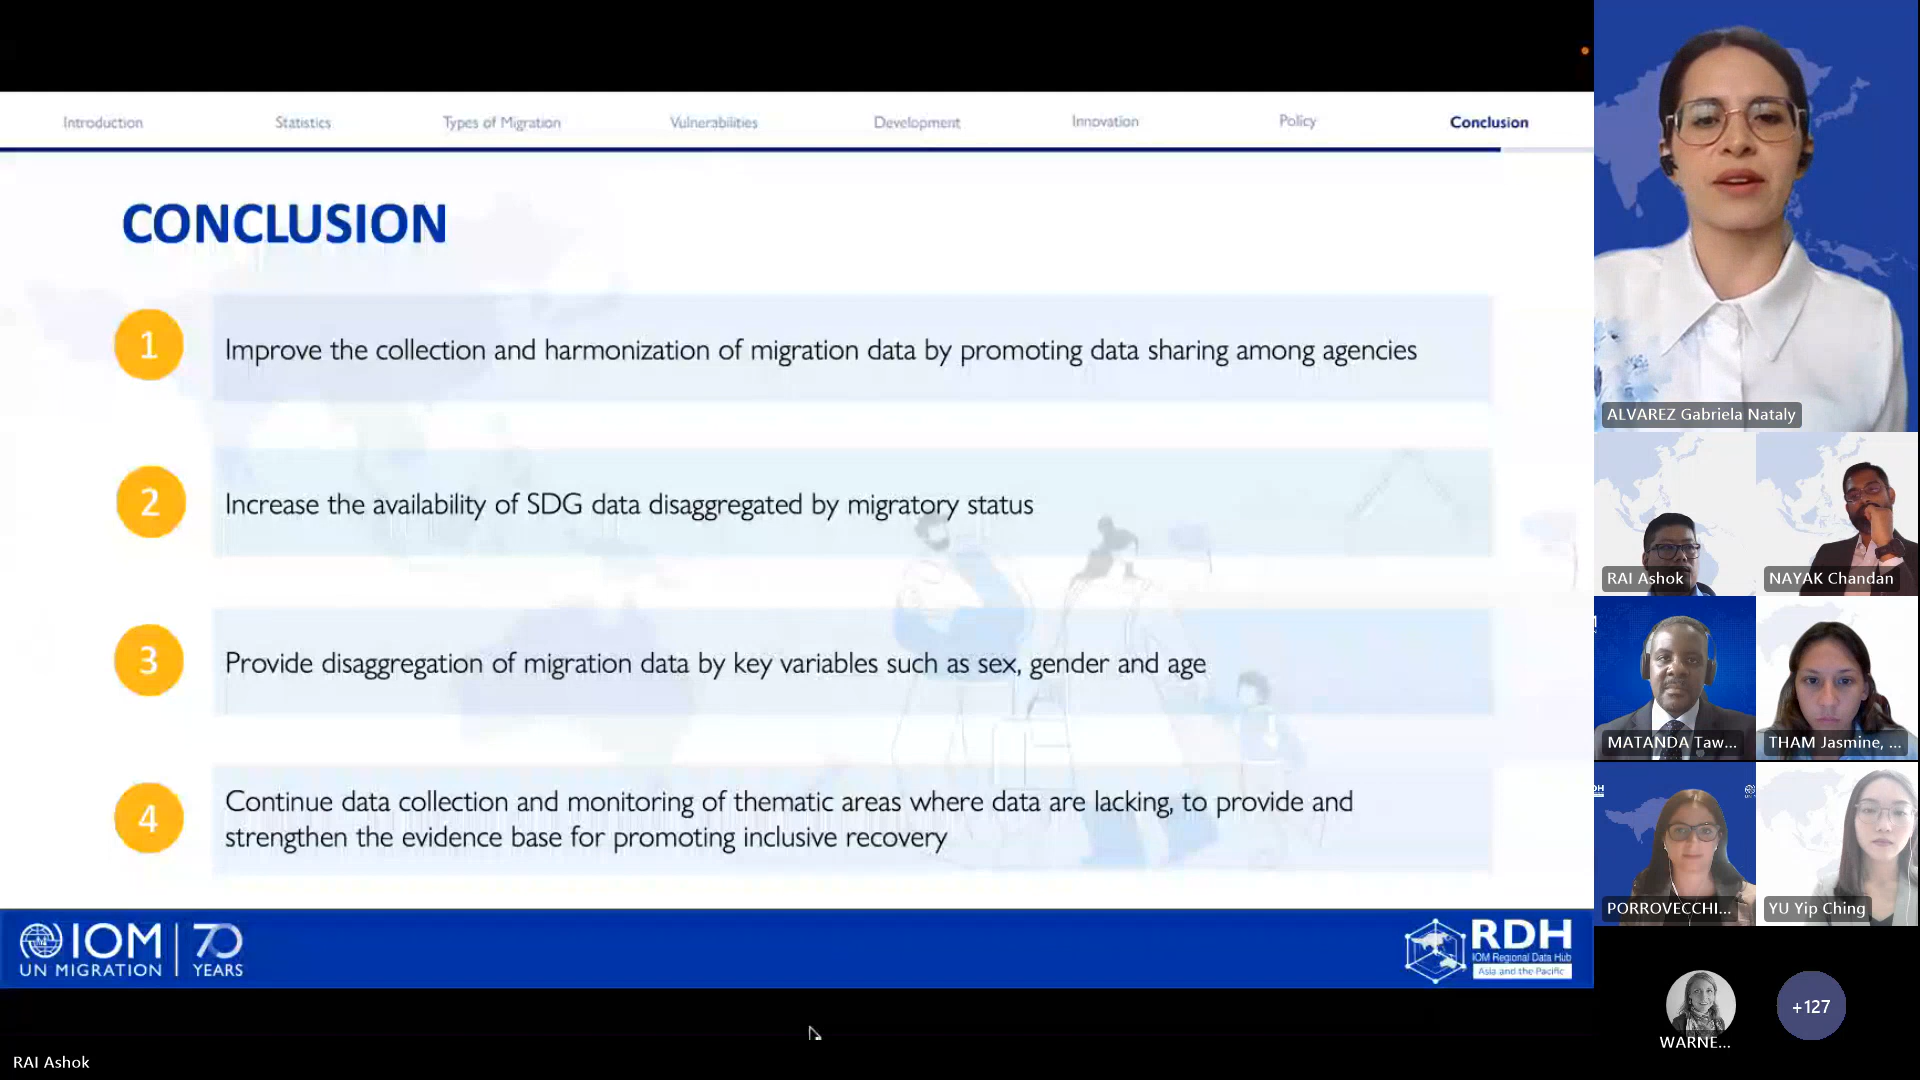 Introduction
Statistics
Types of Migration
Vulnerabilities
Development
Innovation
Policy
Conclusion
CONCLUSION
1
Improve the collection and harmonization of migration data by promoting data sharing among agencies
2
Increase the availability of SDG data disaggregated by migratory status
3
Provide disaggregation of migration data by key variables such as sex, gender and age
4
Continue data collection and monitoring of thematic areas where data are lacking, to provide and
strengthen the evidence base for promoting inclusive recovery
IOM
UN MIGRATION
70
YEARS
RDH
IOM Regional Data Hub
Asia and the Pacific
RAI Ashok
ALVAREZ Gabriela Nataly
RAI Ashok
NAYAK Chandan
MATANDA Taw...
THAM Jasmine, ...
PORROVECCHI...
YU Yip Ching
WARNE...
+127